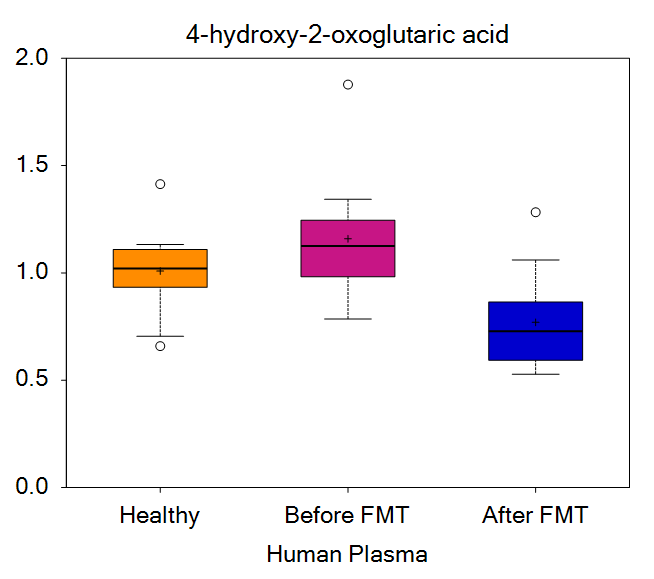 4-hydroxy-2-oxoglutaric acid
2.0
1.5
1.0
0.5
0.0
Healthy Before FMT After FMT
Human Plasma